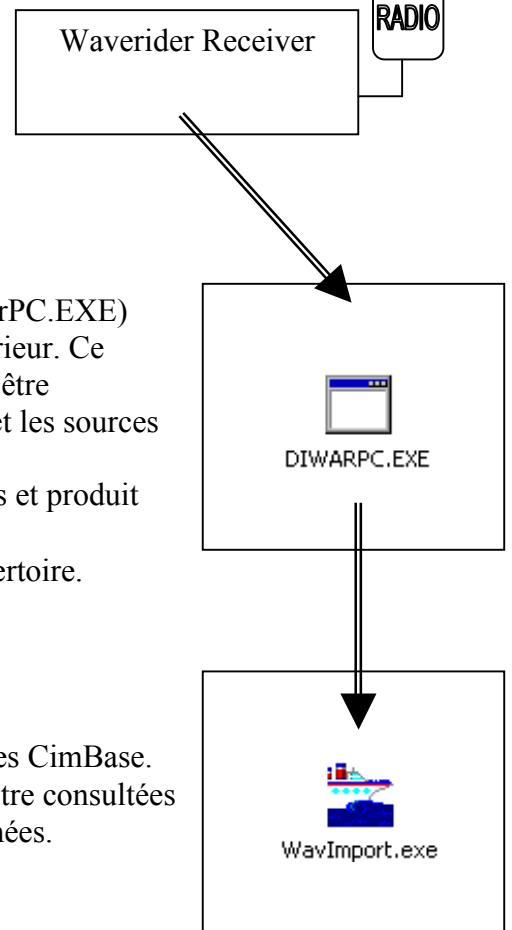 RADIO
Waverider Receiver
rPC.EXE)
rieur. Ce
être
et les sources
DIWARPC.EXE
s et produit
ertoire.
es CimBase.
tre consultées
nées.
WavImport.exe